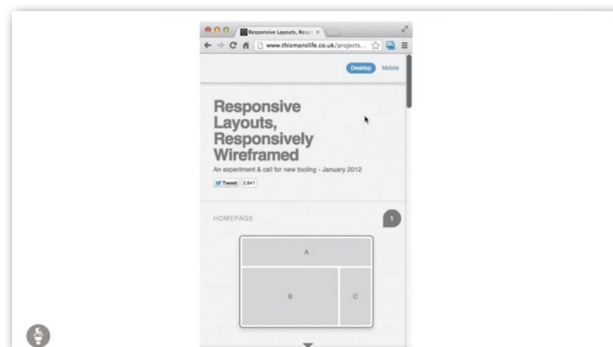 Responsive Layouts, Respo
www.thismanslife.co.uk/projects...
Desktop Mobile
Responsive
Layouts,
Responsively
Wireframed
An experiment & call for new tooling - January 2012
Tweet 2,841
HOMEPAGE
1
A
B
C